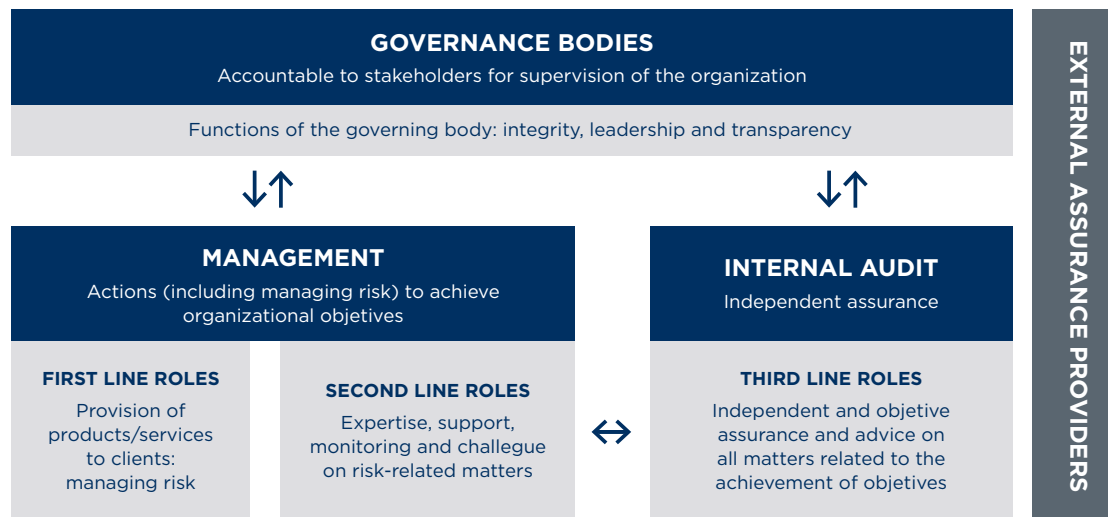 GOVERNANCE BODIES
Accountable to stakeholders for supervision of the organization
Functions of the governing body: integrity, leadership and transparency
MANAGEMENT
Actions (including managing risk) to achieve
organizational objetives
FIRST LINE ROLES
Provision of
products/services
to clients:
managing risk
SECOND LINE ROLES
Expertise, support,
monitoring and challegue
on risk-related matters
INTERNAL AUDIT
Independent assurance
THIRD LINE ROLES
Independent and objetive
assurance and advice on
all matters related to the
achievement of objetives
EXTERNAL ASSURANCE PROVIDERS